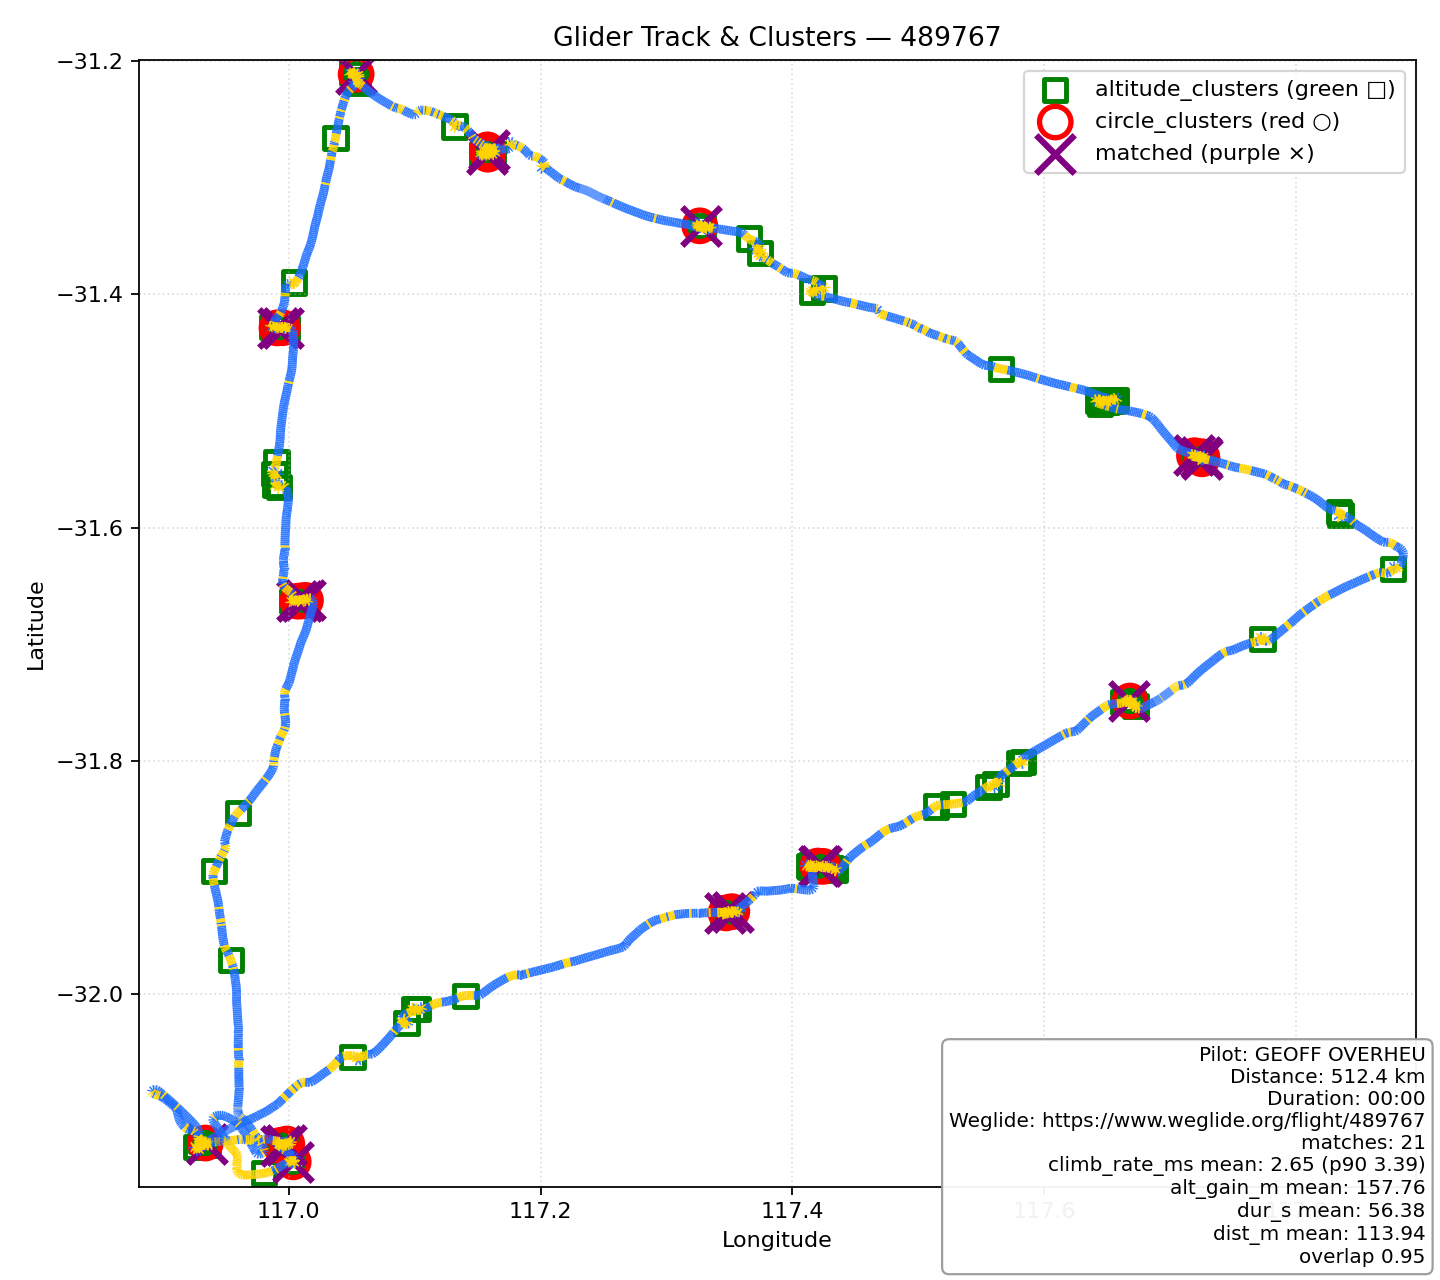 Glider Track & Clusters — 489767
altitude_clusters (green □)
circle_clusters (red ○)
matched (purple ×)
Latitude
−31.2
−31.4
−31.6
−31.8
−32.0
117.0
117.2
117.4
117.6
Longitude
Pilot: GEOFF OVERHEU
Distance: 512.4 km
Duration: 00:00
Weglide: https://www.weglide.org/flight/489767
matches: 21
climb_rate_ms mean: 2.65 (p90 3.39)
alt_gain_m mean: 157.76
dur_s mean: 56.38
dist_m mean: 113.94
overlap 0.95